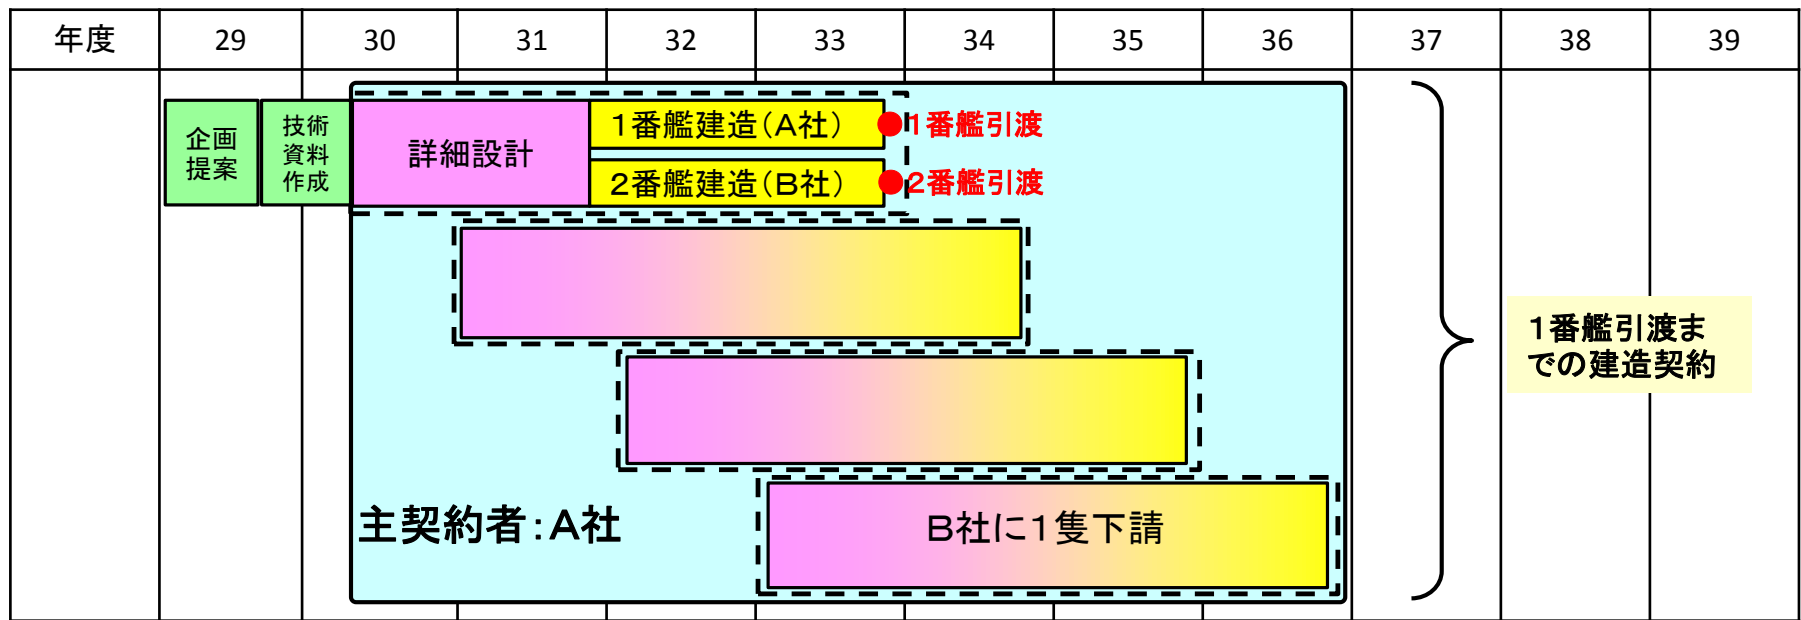 年度 29 30 31 32 33 34 35 36 37 38 39
企画
提案
技術
資料
作成
詳細設計
1番艦建造(A社)
1番艦引渡
2番艦建造(B社)
2番艦引渡
1番艦引渡ま
での建造契約
主契約者:A社
B社に1隻下請